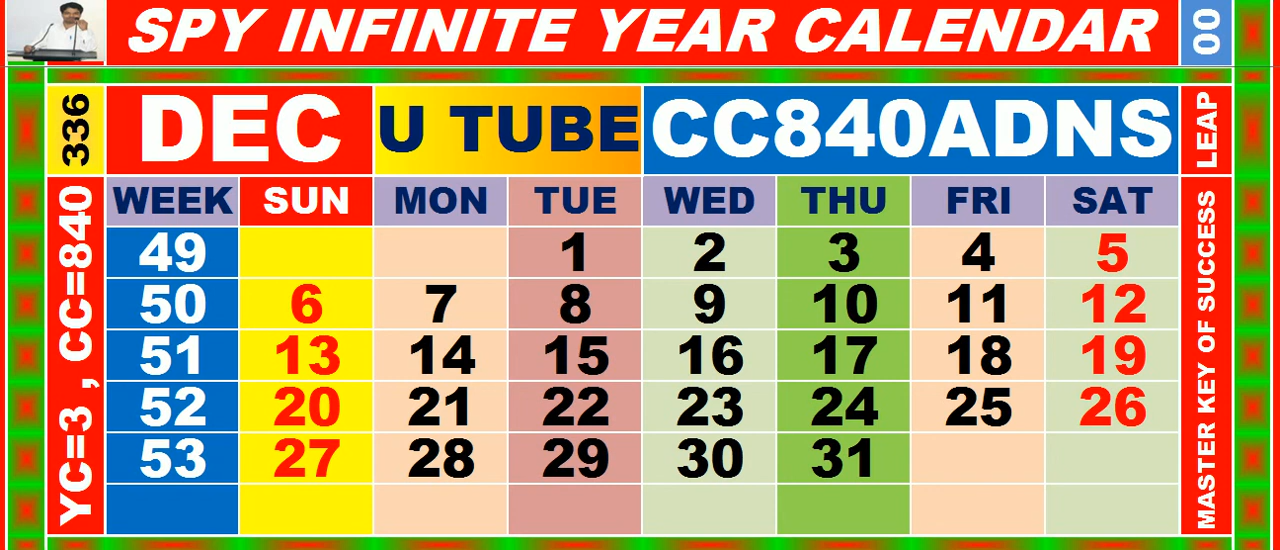 SPY INFINITE YEAR CALENDAR 00
336 DEC U TUBE CC840ADNS LEAP
YC=3 , CC=840
WEEK SUN MON TUE WED THU FRI SAT
49 1 2 3 4 5
50 6 7 8 9 10 11 12
51 13 14 15 16 17 18 19
52 20 21 22 23 24 25 26
53 27 28 29 30 31
MASTER KEY OF SUCCESS